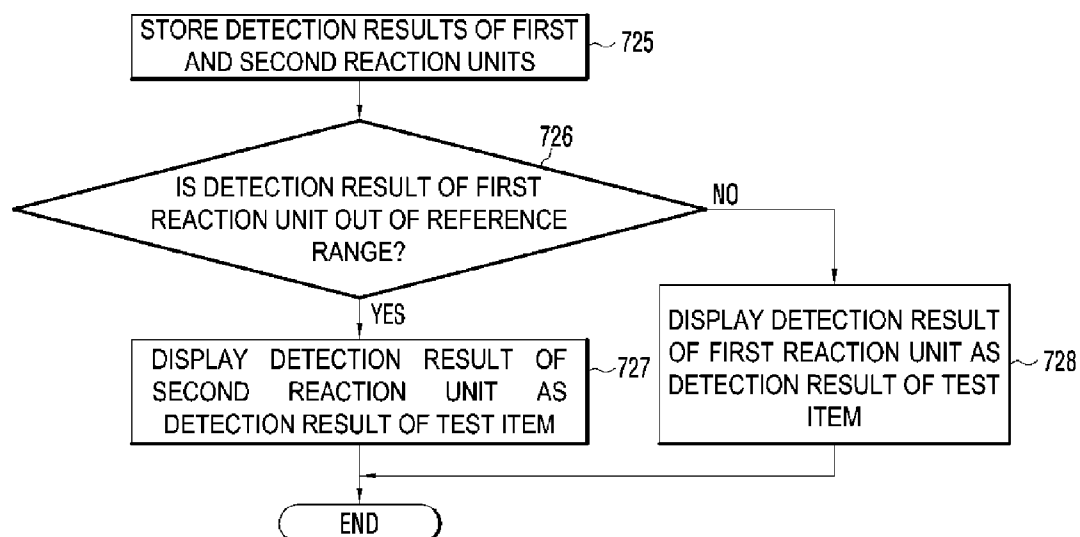 STORE DETECTION RESULTS OF FIRST
AND SECOND REACTION UNITS
725
726
IS DETECTION RESULT OF FIRST
REACTION UNIT OUT OF REFERENCE
RANGE?
NO
YES
DISPLAY DETECTION RESULT OF
SECOND REACTION UNIT AS
DETECTION RESULT OF TEST ITEM
727
DISPLAY DETECTION RESULT
OF FIRST REACTION UNIT AS
DETECTION RESULT OF TEST
ITEM
728
END